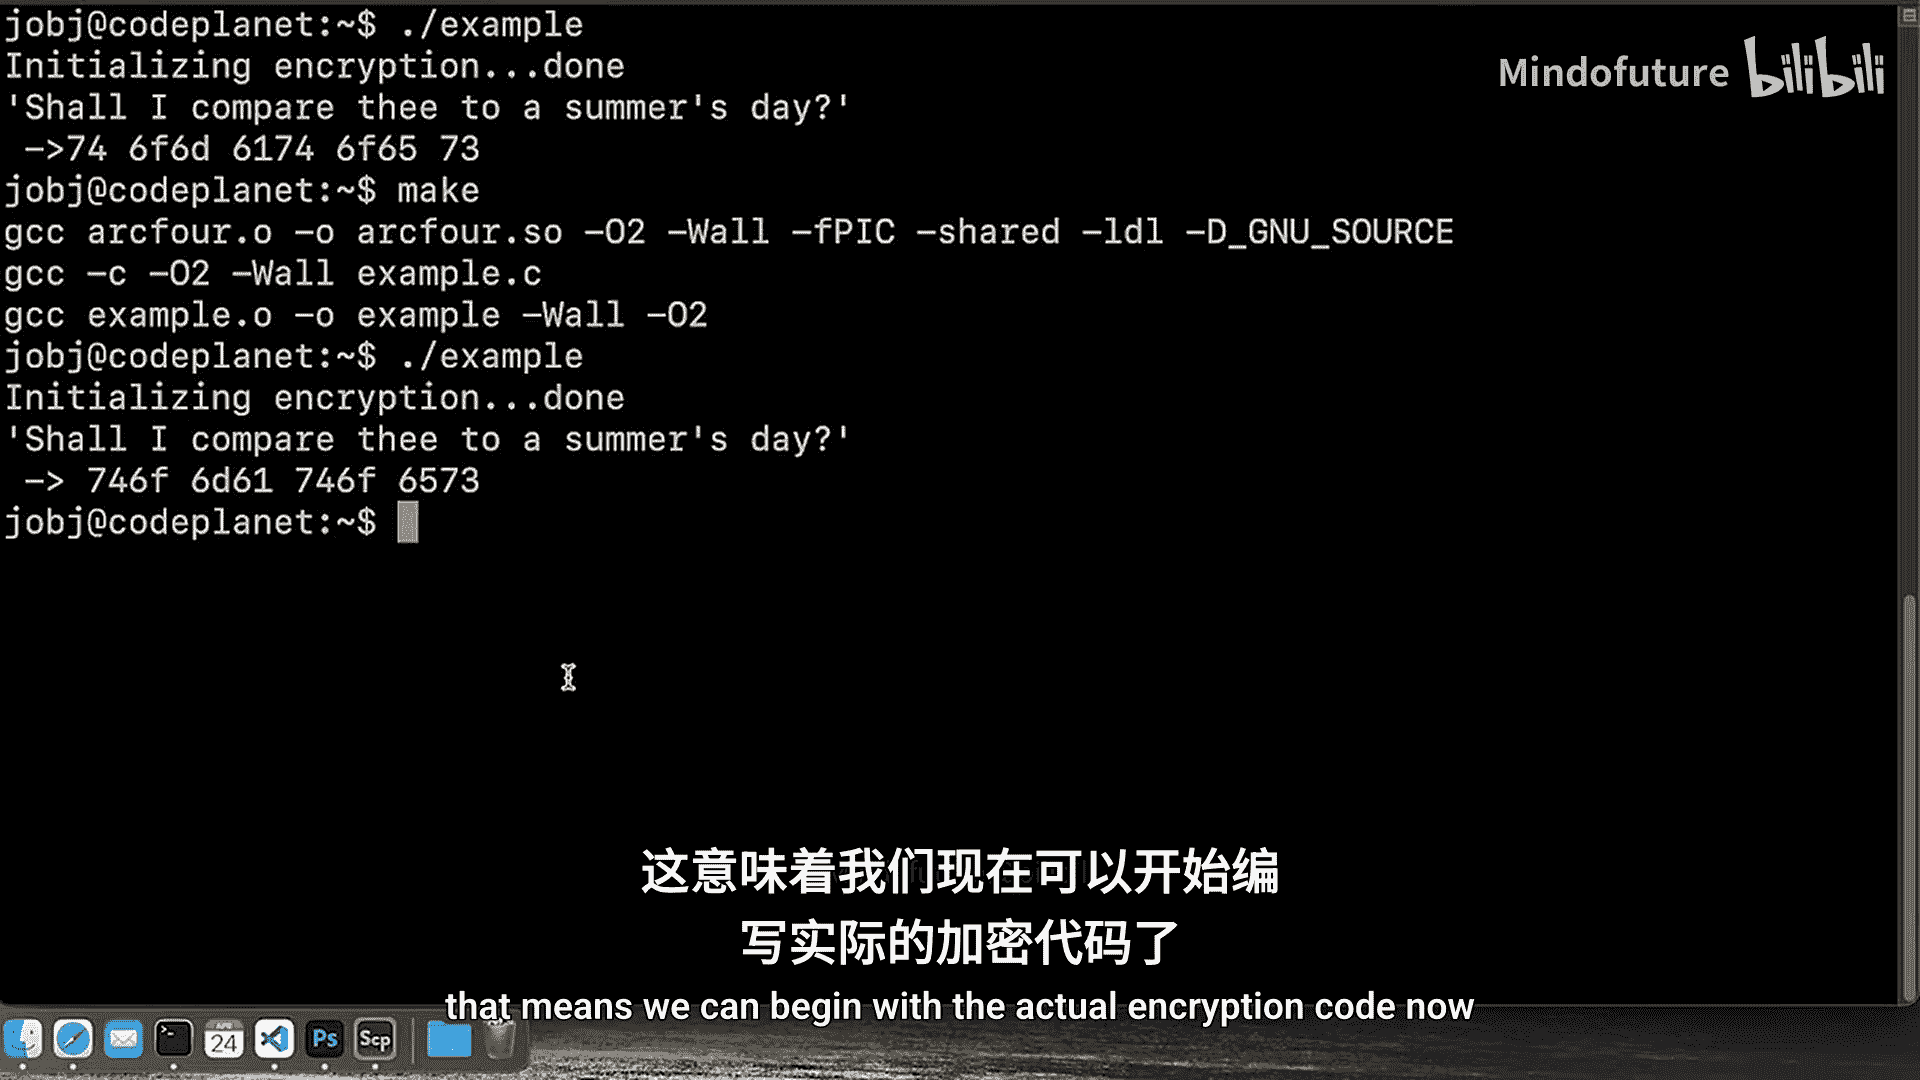 jobj@codeplanet:~$ ./example
Initializing encryption...done
'Shall I compare thee to a summer's day?'
 ->74 6f6d 6174 6f65 73
jobj@codeplanet:~$ make
gcc arcfour.o -o arcfour.so -O2 -Wall -fPIC -shared -ldl -D_GNU_SOURCE
gcc -c -O2 -Wall example.c
gcc example.o -o example -Wall -O2
jobj@codeplanet:~$ ./example
Initializing encryption...done
'Shall I compare thee to a summer's day?'
 -> 746f 6d61 746f 6573
jobj@codeplanet:~$
Mindofuture bilibili
这意味着我们现在可以开始编
写实际的加密代码了
that means we can begin with the actual encryption code now
APR
24
Ps
Scp